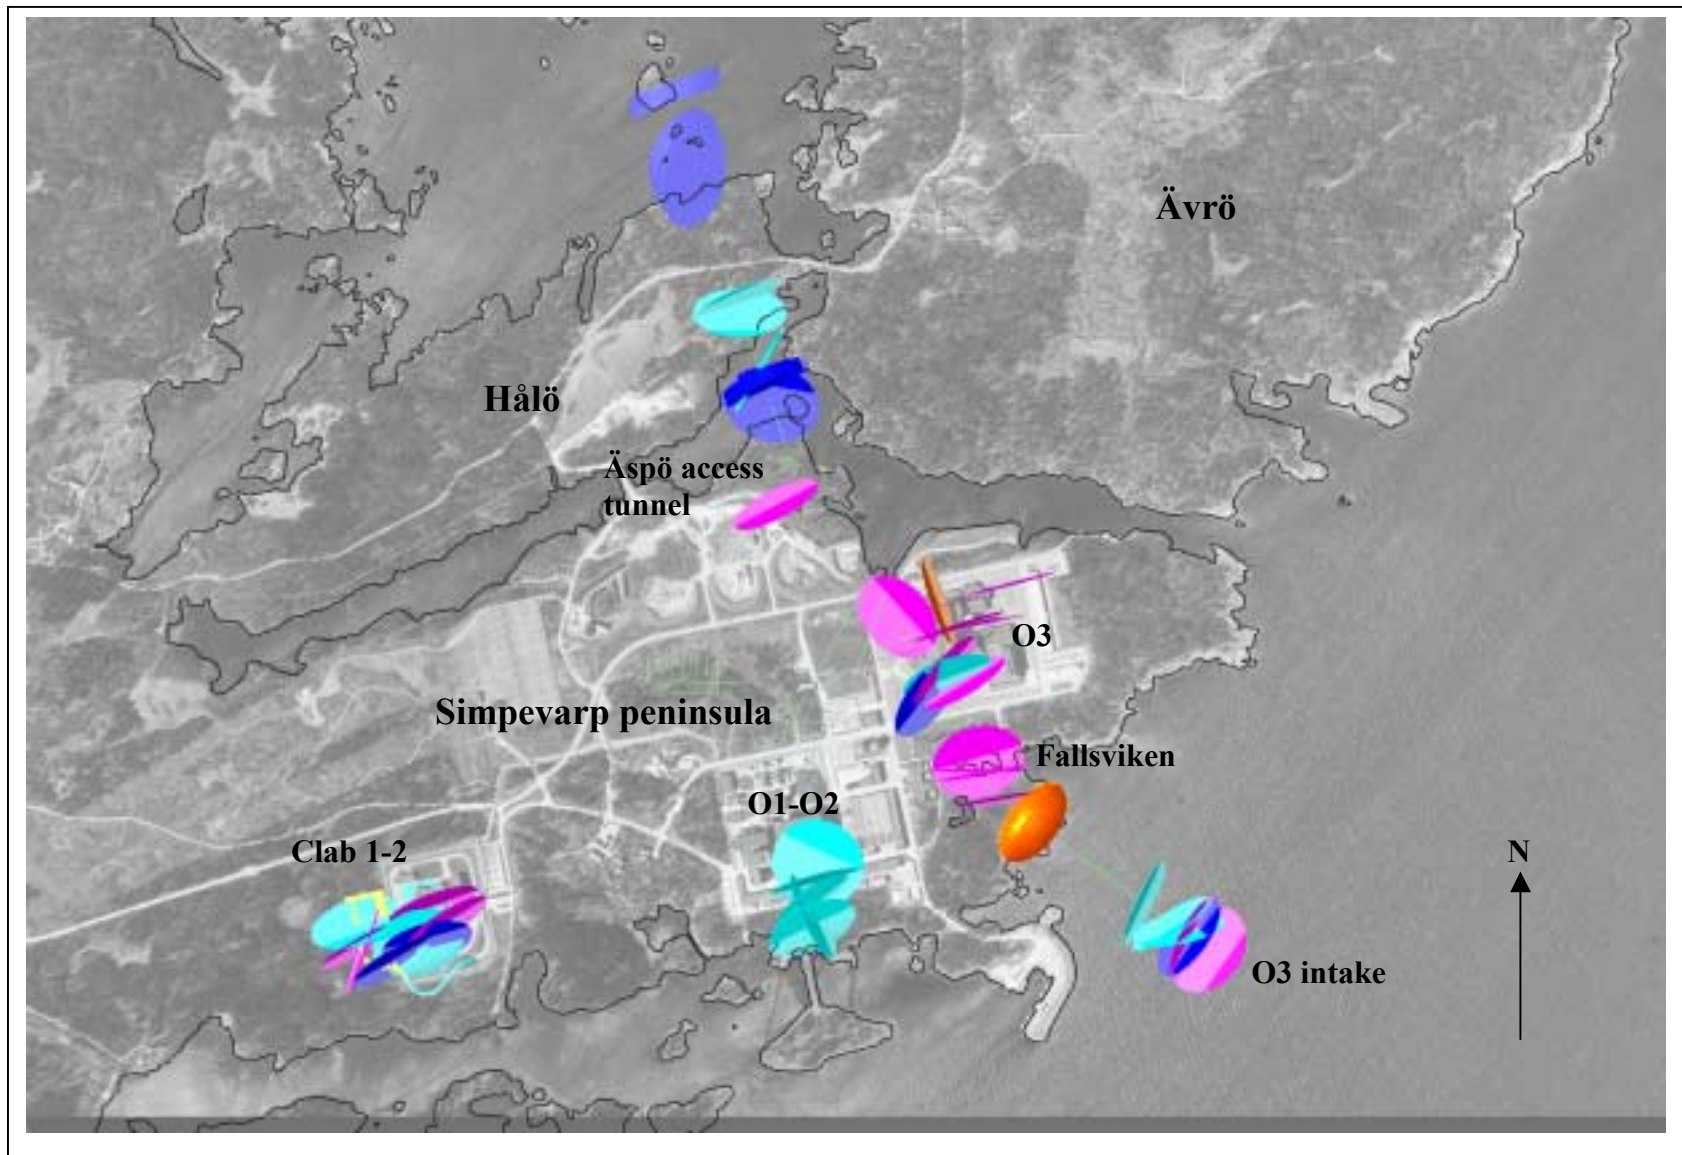 Ävrö
Hålö
Äspö access
tunnel
O3
Simpevarp peninsula
Fallsviken
O1-O2
Clab 1-2
N
O3 intake